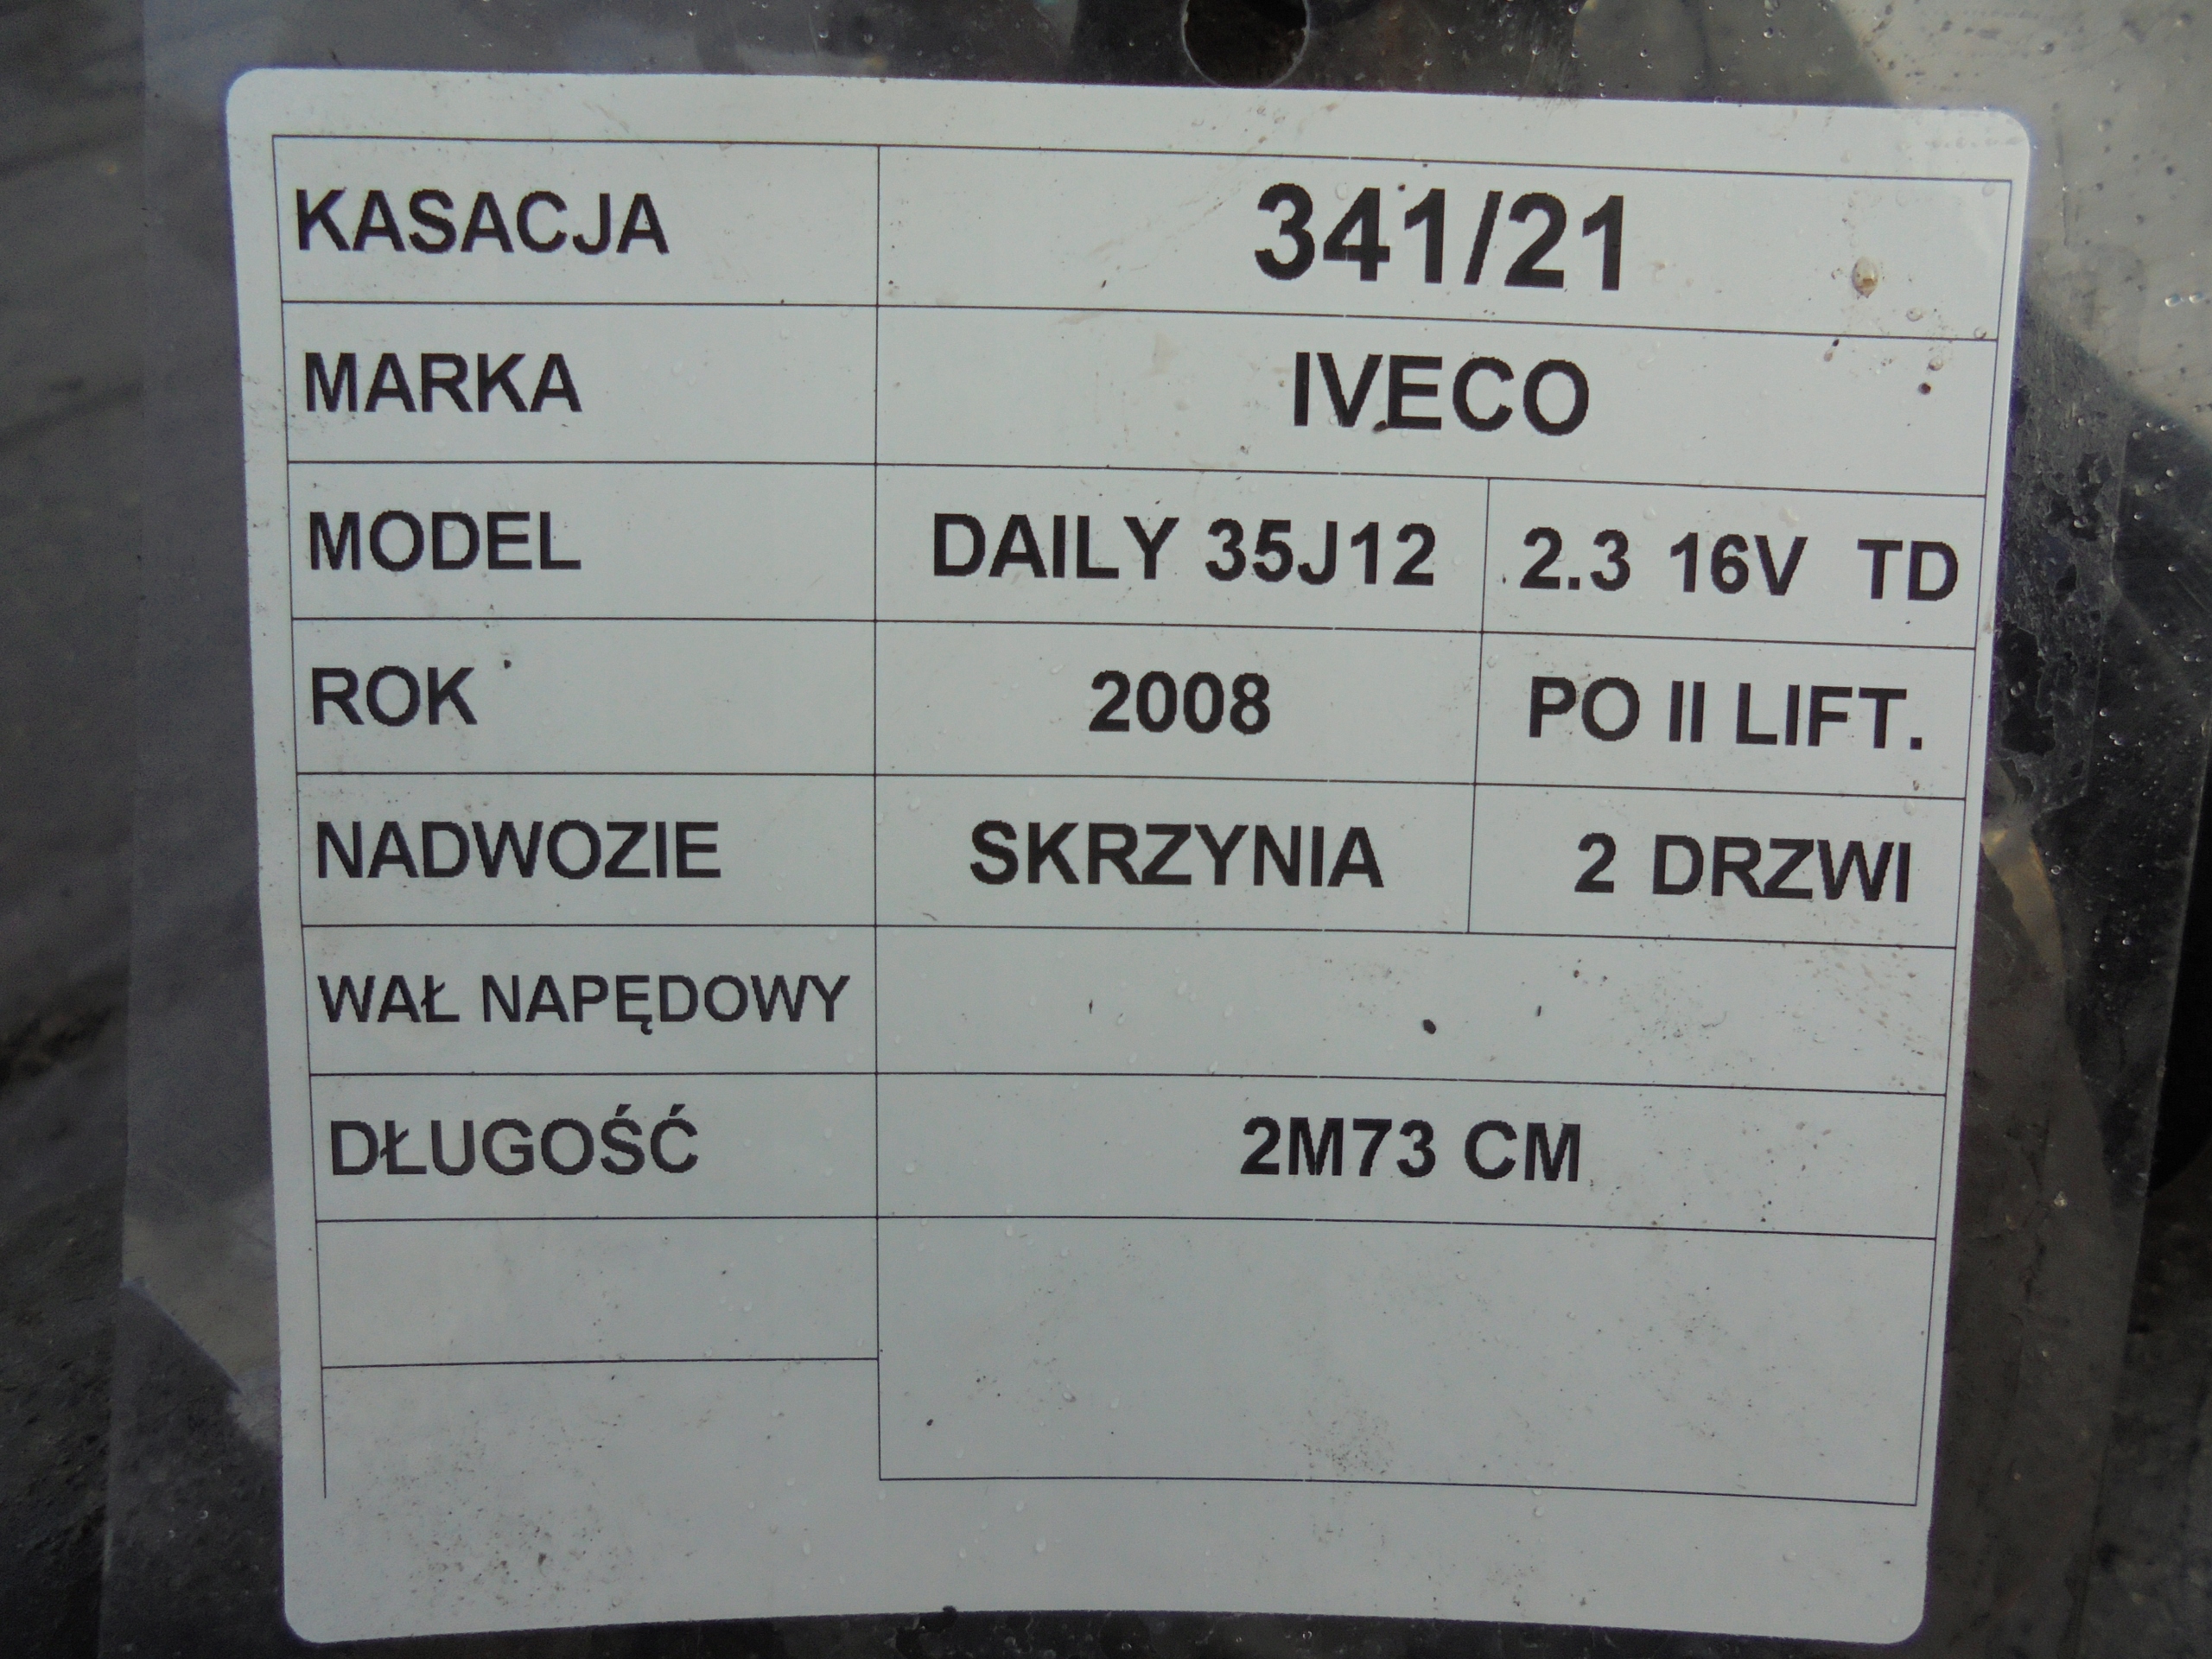 KASACJA 341/21
MARKA IVECO
MODEL DAILY 35J12 2.3 16V TD
ROK 2008 PO II LIFT.
NADWOZIE SKRZYNIA 2 DRZWI
WAŁ NAPĘDOWY
DŁUGOŚĆ 2M73 CM